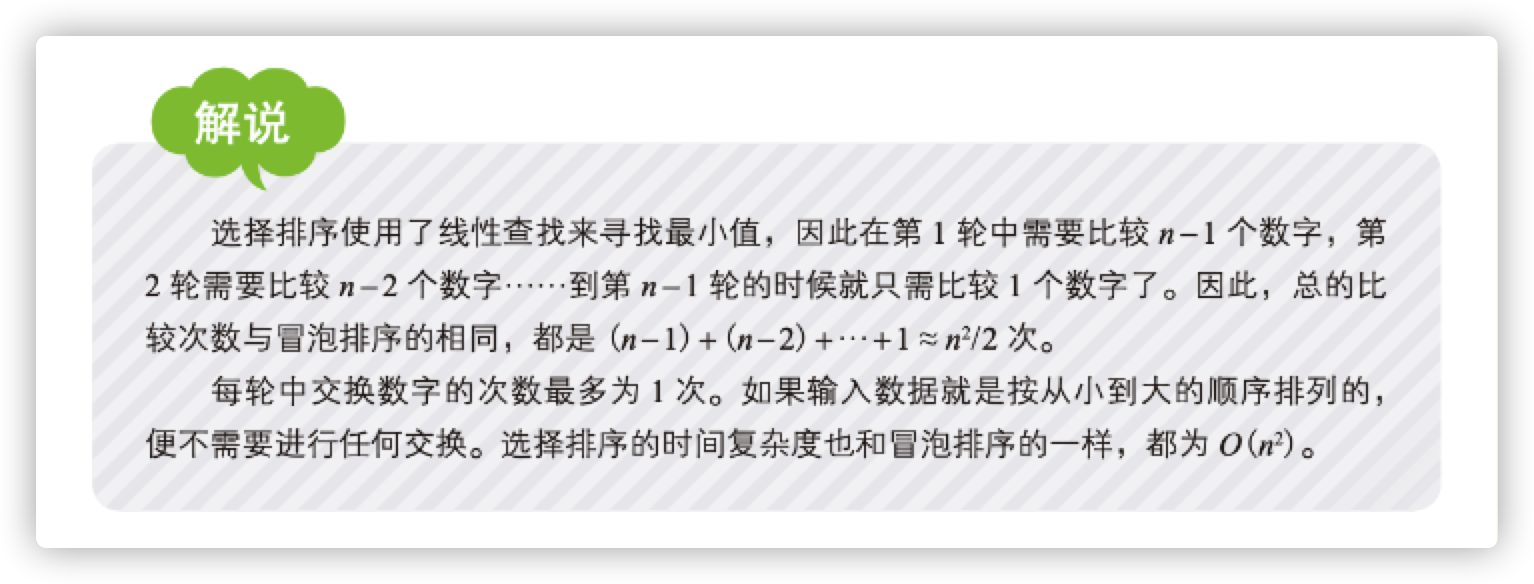 解说
选择排序使用了线性查找来寻找最小值，因此在第 1 轮中需要比较 n－1 个数字，第
2 轮需要比较 n－2 个数字……到第 n－1 轮的时候就只需比较 1 个数字了。因此，总的比
较次数与冒泡排序的相同，都是（n－1）+（n－2）+…+1≈n²/2 次。
每轮中交换数字的次数最多为 1 次。如果输入数据就是按从小到大的顺序排列的，
便不需要进行任何交换。选择排序的时间复杂度也和冒泡排序的一样，都为 O（n²）。